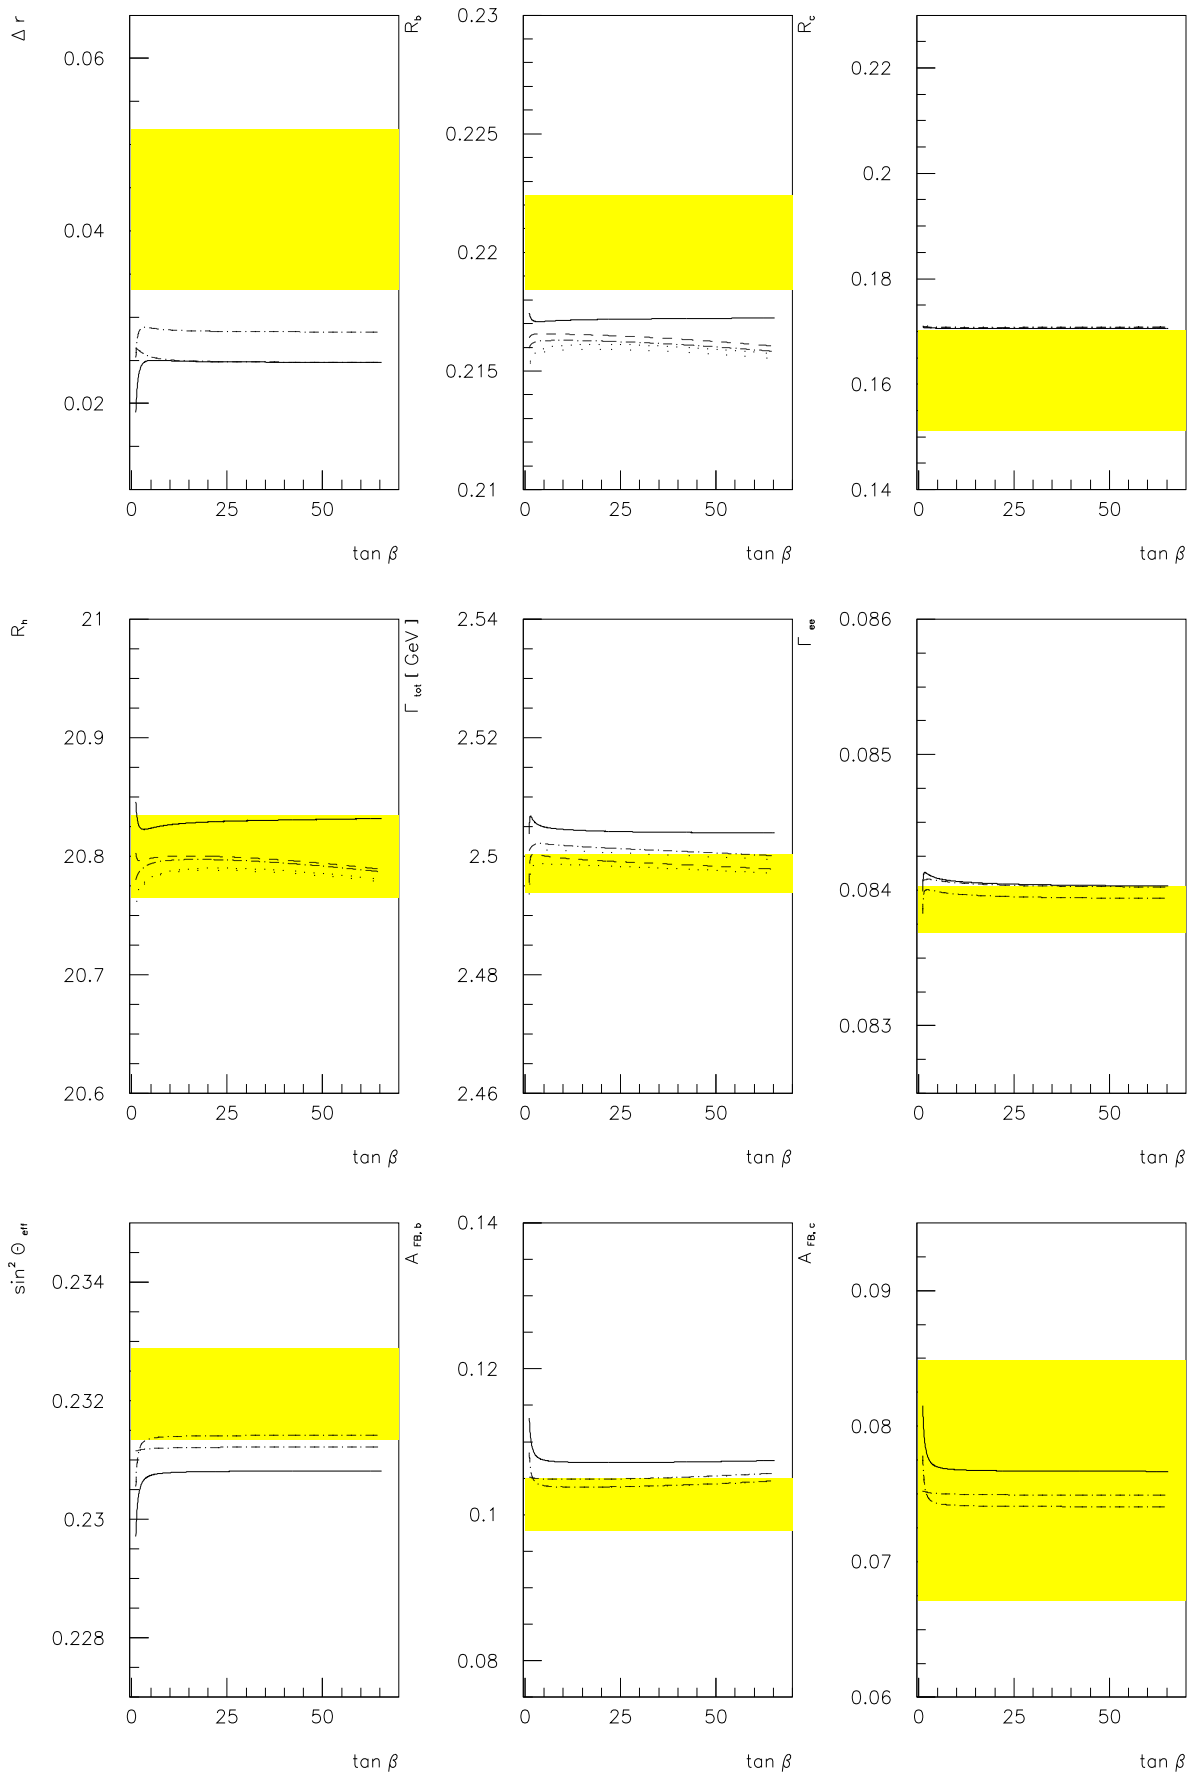 Δ r
0.06
0.04
0.02
0 25 50
tan β
R_b
0.23
0.225
0.22
0.215
0.21
0 25 50
tan β
R_c
0.22
0.2
0.18
0.16
0.14
0 25 50
tan β
R_h
21
20.9
20.8
20.7
20.6
0 25 50
tan β
Γ_tot [ GeV ]
2.54
2.52
2.5
2.48
2.46
0 25 50
tan β
Γ_ee
0.086
0.085
0.084
0.083
0 25 50
tan β
sin² Θ_eff
0.234
0.232
0.23
0.228
0 25 50
tan β
A_FB,b
0.14
0.12
0.1
0.08
0 25 50
tan β
A_FB,c
0.09
0.08
0.07
0.06
0 25 50
tan β